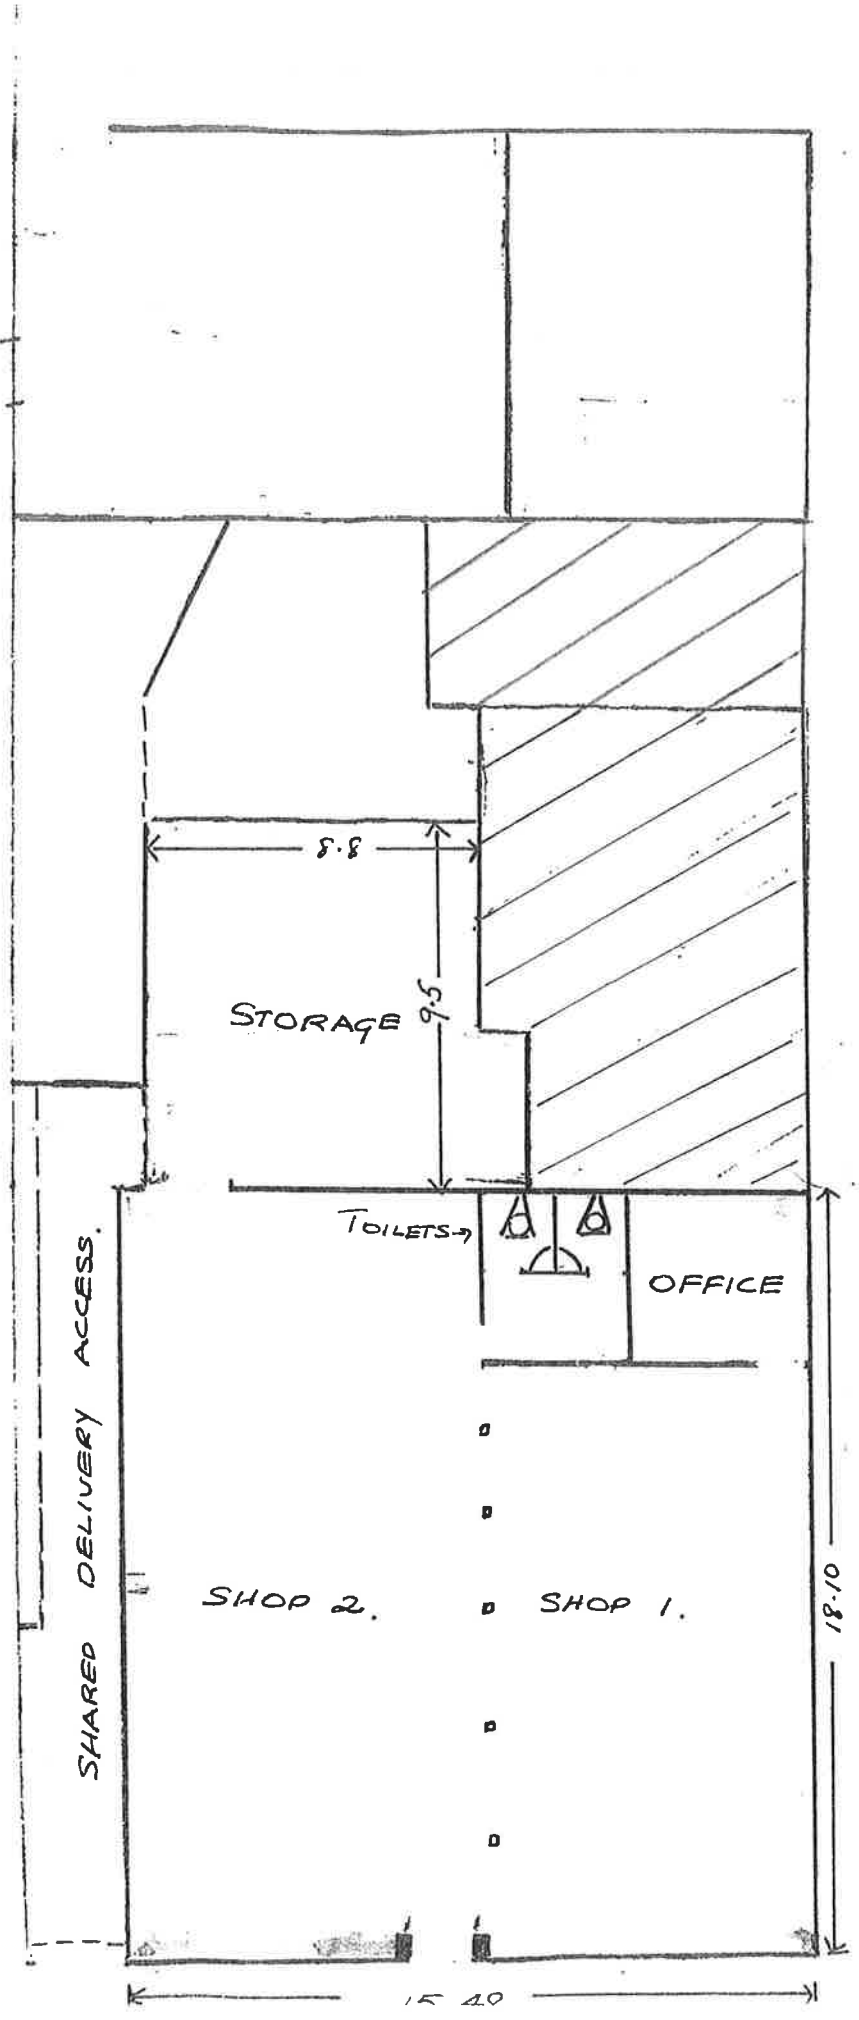 8.8
STORAGE
9.5
TOILETS
OFFICE
SHARED DELIVERY ACCESS.
SHOP 2.
SHOP 1.
18.10
15.40